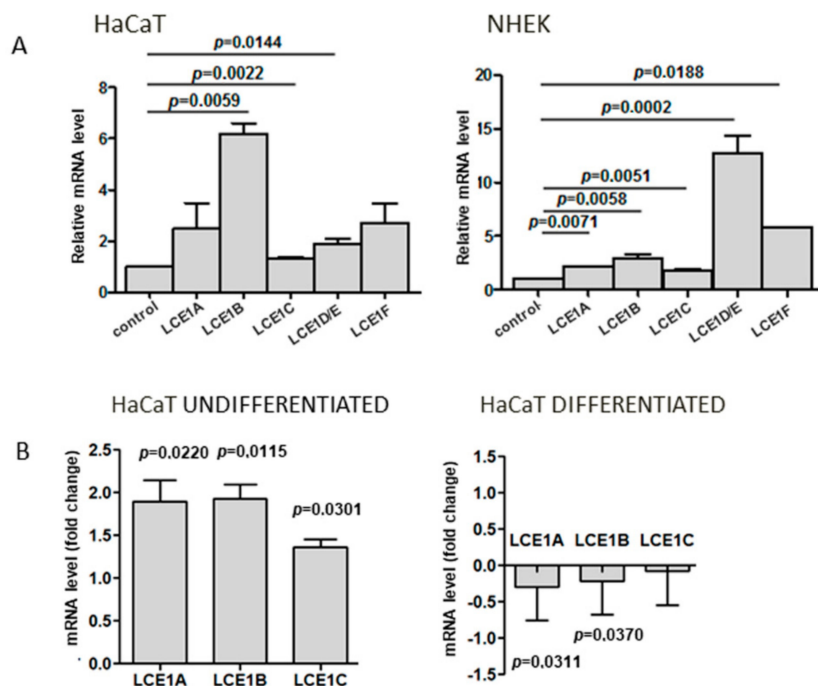 HaCaT
NHEK
A
p=0.0144
p=0.0022
p=0.0059
Relative mRNA level
8
6
4
2
0
control
LCE1A
LCE1B
LCE1C
LCE1D/E
LCE1F
p=0.0188
p=0.0002
p=0.0051
p=0.0058
p=0.0071
Relative mRNA level
20
15
10
5
0
control
LCE1A
LCE1B
LCE1C
LCE1D/E
LCE1F
HaCaT UNDIFFERENTIATED
HaCaT DIFFERENTIATED
B
p=0.0220
p=0.0115
p=0.0301
mRNA level (fold change)
2.5
2.0
1.5
1.0
0.5
0.0
LCE1A
LCE1B
LCE1C
mRNA level (fold change)
1.5
1.0
0.5
0.0
-0.5
-1.0
-1.5
LCE1A
LCE1B
LCE1C
p=0.0370
p=0.0311